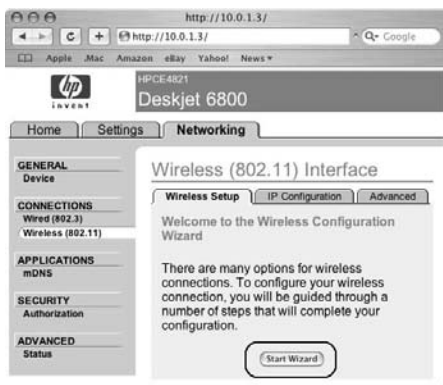 http://10.0.1.3/
http://10.0.1.3/
Google
Apple .Mac Amazon eBay Yahoo! News
hp
invent
HPCE4821
Deskjet 6800
Home Settings Networking
GENERAL
Device
CONNECTIONS
Wired (802.3)
Wireless (802.11)
APPLICATIONS
mDNS
SECURITY
Authorization
ADVANCED
Status
Wireless (802.11) Interface
Wireless Setup IP Configuration Advanced
Welcome to the Wireless Configuration
Wizard
There are many options for wireless
connections. To configure your wireless
connection, you will be guided through a
number of steps that will complete your
configuration.
Start Wizard